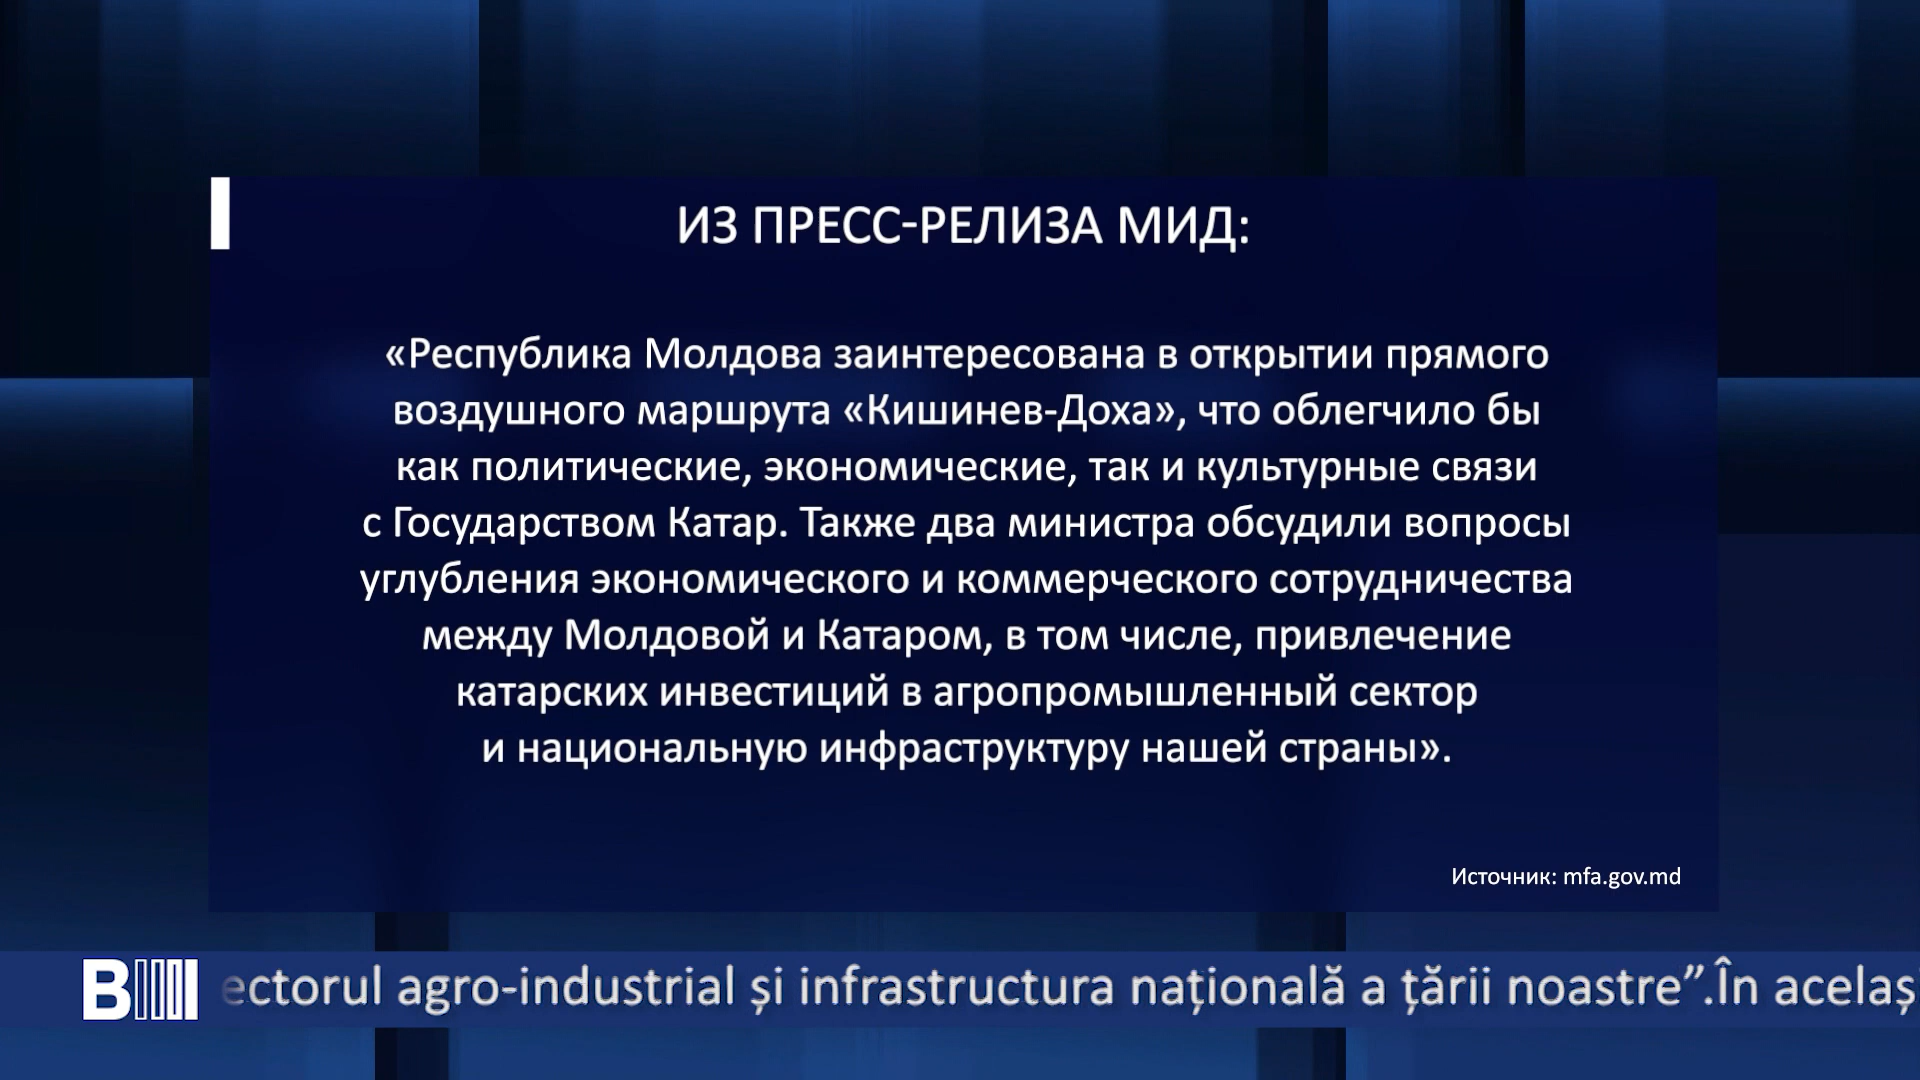 ИЗ ПРЕСС-РЕЛИЗА МИД:
«Республика Молдова заинтересована в открытии прямого
воздушного маршрута «Кишинев-Доха», что облегчило бы
как политические, экономические, так и культурные связи
с Государством Катар. Также два министра обсудили вопросы
углубления экономического и коммерческого сотрудничества
между Молдовой и Катаром, в том числе, привлечение
катарских инвестиций в агропромышленный сектор
и национальную инфраструктуру нашей страны».
Источник: mfa.gov.md
B ectorul agro-industrial și infrastructura națională a țării noastre”.În acelaș